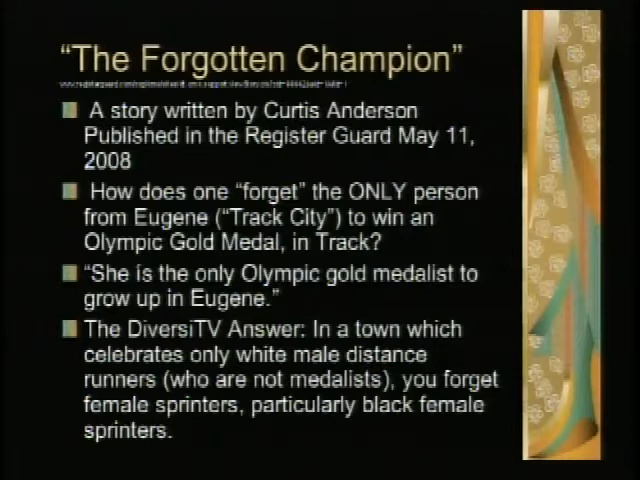 “The Forgotten Champion”
A story written by Curtis Anderson
Published in the Register Guard May 11,
2008
How does one “forget” the ONLY person
from Eugene (“Track City”) to win an
Olympic Gold Medal, in Track?
“She is the only Olympic gold medalist to
grow up in Eugene.”
The DiversiTV Answer: In a town which
celebrates only white male distance
runners (who are not medalists), you forget
female sprinters, particularly black female
sprinters.